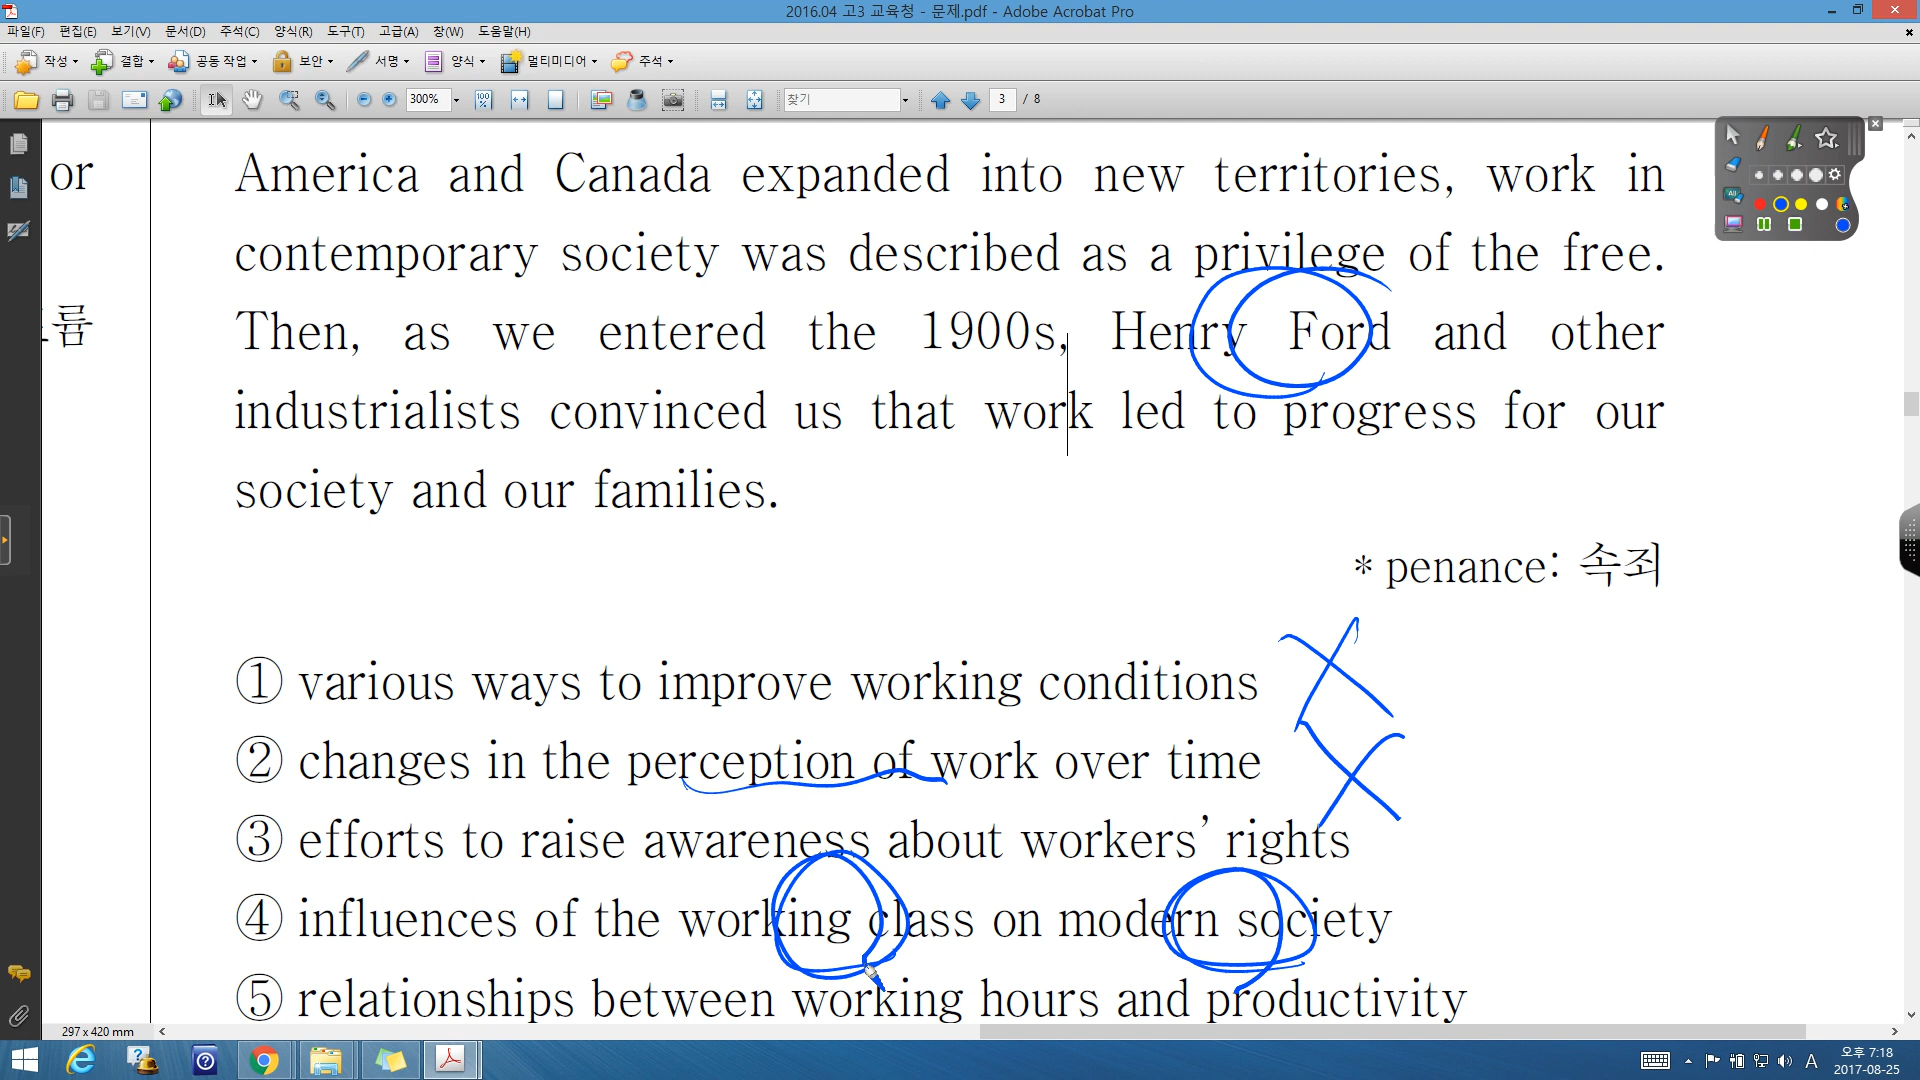 2016.04 고3 교육청 - 문제.pdf - Adobe Acrobat Pro
파일(F) 편집(E) 보기(V) 문서(D) 주석(C) 양식(R) 도구(T) 고급(A) 창(W) 도움말(H)
작성 결합 공동 작업 보안 서명 양식 멀티미디어 주석
300% 찾기 3 / 8
or
름
America and Canada expanded into new territories, work in
contemporary society was described as a privilege of the free.
Then, as we entered the 1900s, Henry Ford and other
industrialists convinced us that work led to progress for our
society and our families.
* penance: 속죄
① various ways to improve working conditions
② changes in the perception of work over time
③ efforts to raise awareness about workers' rights
④ influences of the working class on modern society
⑤ relationships between working hours and productivity
297 x 420 mm
A 오후 7:18
2017-08-25